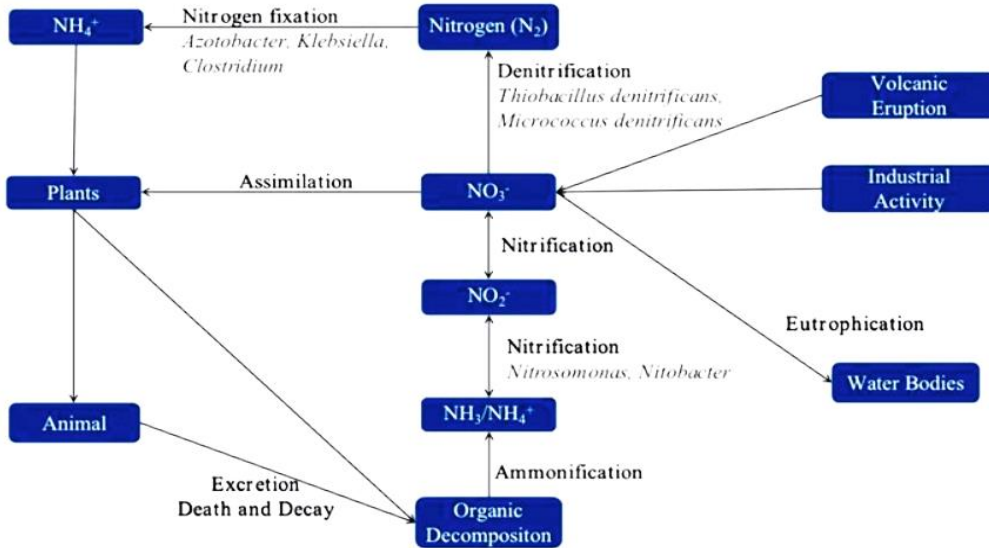 NH₄⁺
Nitrogen fixation
Azotobacter, Klebsiella,
Clostridium
Nitrogen (N₂)
Denitrification
Thiobacillus denitrificans,
Micrococcus denitrificans
Volcanic
Eruption
Plants
Assimilation
NO₃⁻
Industrial
Activity
Nitrification
NO₂⁻
Eutrophication
Nitrification
Nitrosomonas, Nitobacter
Water Bodies
Animal
NH₃/NH₄⁺
Ammonification
Excretion
Death and Decay
Organic
Decompositon